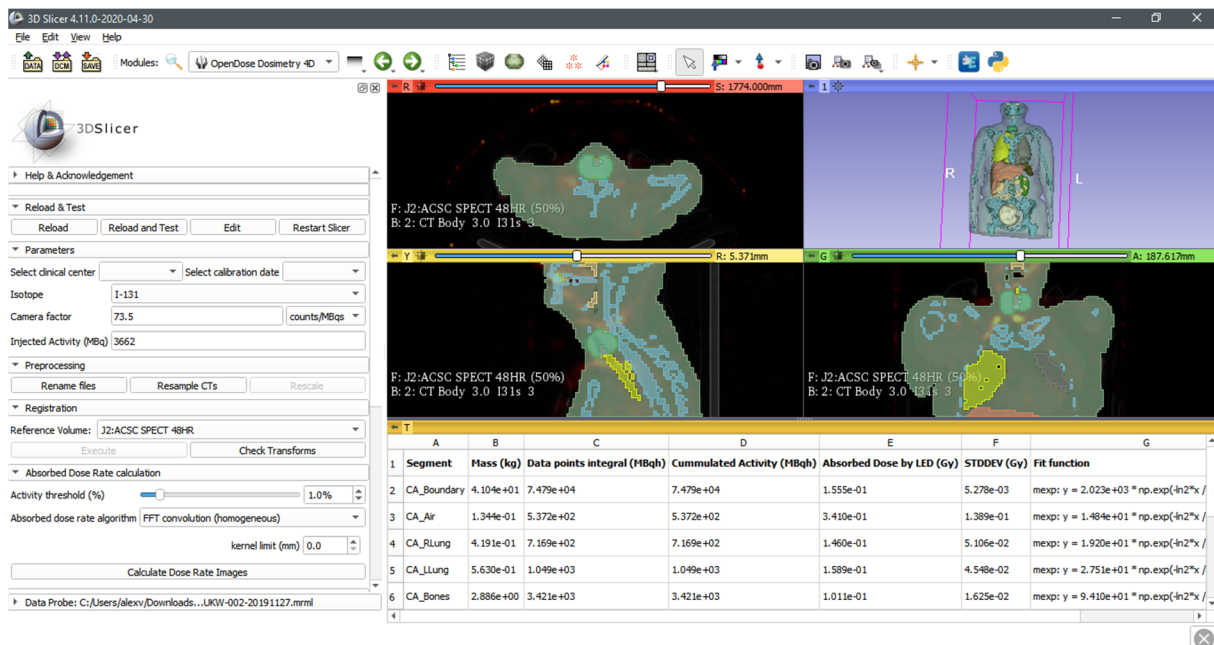 3D Slicer 4.11.0-2020-04-30
File Edit View Help
DATA DCM SAVE Modules: OpenDose Dosimetry 4D
3DSlicer
Help & Acknowledgement
Reload & Test
Reload Reload and Test Edit Restart Slicer
Parameters
Select clinical center Select calibration date
Isotope I-131
Camera factor 73.5 counts/MBqs
Injected Activity (MBq) 3662
Preprocessing
Rename files Resample CTs Rescale
Registration
Reference Volume: J2:ACSC SPECT 48HR
Execute Check Transforms
Absorbed Dose Rate calculation
Activity threshold (%) 1.0%
Absorbed dose rate algorithm FFT convolution (homogeneous)
kernel limit (mm) 0.0
Calculate Dose Rate Images
Data Probe: C:/Users/alexv/Downloads...UKW-002-20191127.mrml
R S: 1774.000mm
F: J2:ACSC SPECT 48HR (50%)
B: 2: CT Body 3.0 I31s 3
1
R L
Y R: 5.371mm
F: J2:ACSC SPECT 48HR (50%)
B: 2: CT Body 3.0 I31s 3
G A: 187.617mm
F: J2:ACSC SPECT 48HR (50%)
B: 2: CT Body 3.0 I31s 3
T
A B C D E F G
1 Segment Mass (kg) Data points integral (MBqh) Cummulated Activity (MBqh) Absorbed Dose by LED (Gy) STDDEV (Gy) Fit function
2 CA_Boundary 4.104e+01 7.479e+04 7.479e+04 1.555e-01 5.278e-03 mexp: y = 2.023e+03 * np.exp(-ln2*x /
3 CA_Air 1.344e-01 5.372e+02 5.372e+02 3.410e-01 1.389e-01 mexp: y = 1.484e+01 * np.exp(-ln2*x /
4 CA_RLung 4.191e-01 7.169e+02 7.169e+02 1.460e-01 5.106e-02 mexp: y = 1.920e+01 * np.exp(-ln2*x /
5 CA_LLung 5.630e-01 1.049e+03 1.049e+03 1.589e-01 4.548e-02 mexp: y = 2.751e+01 * np.exp(-ln2*x /
6 CA_Bones 2.886e+00 3.421e+03 3.421e+03 1.011e-01 1.625e-02 mexp: y = 9.410e+01 * np.exp(-ln2*x /